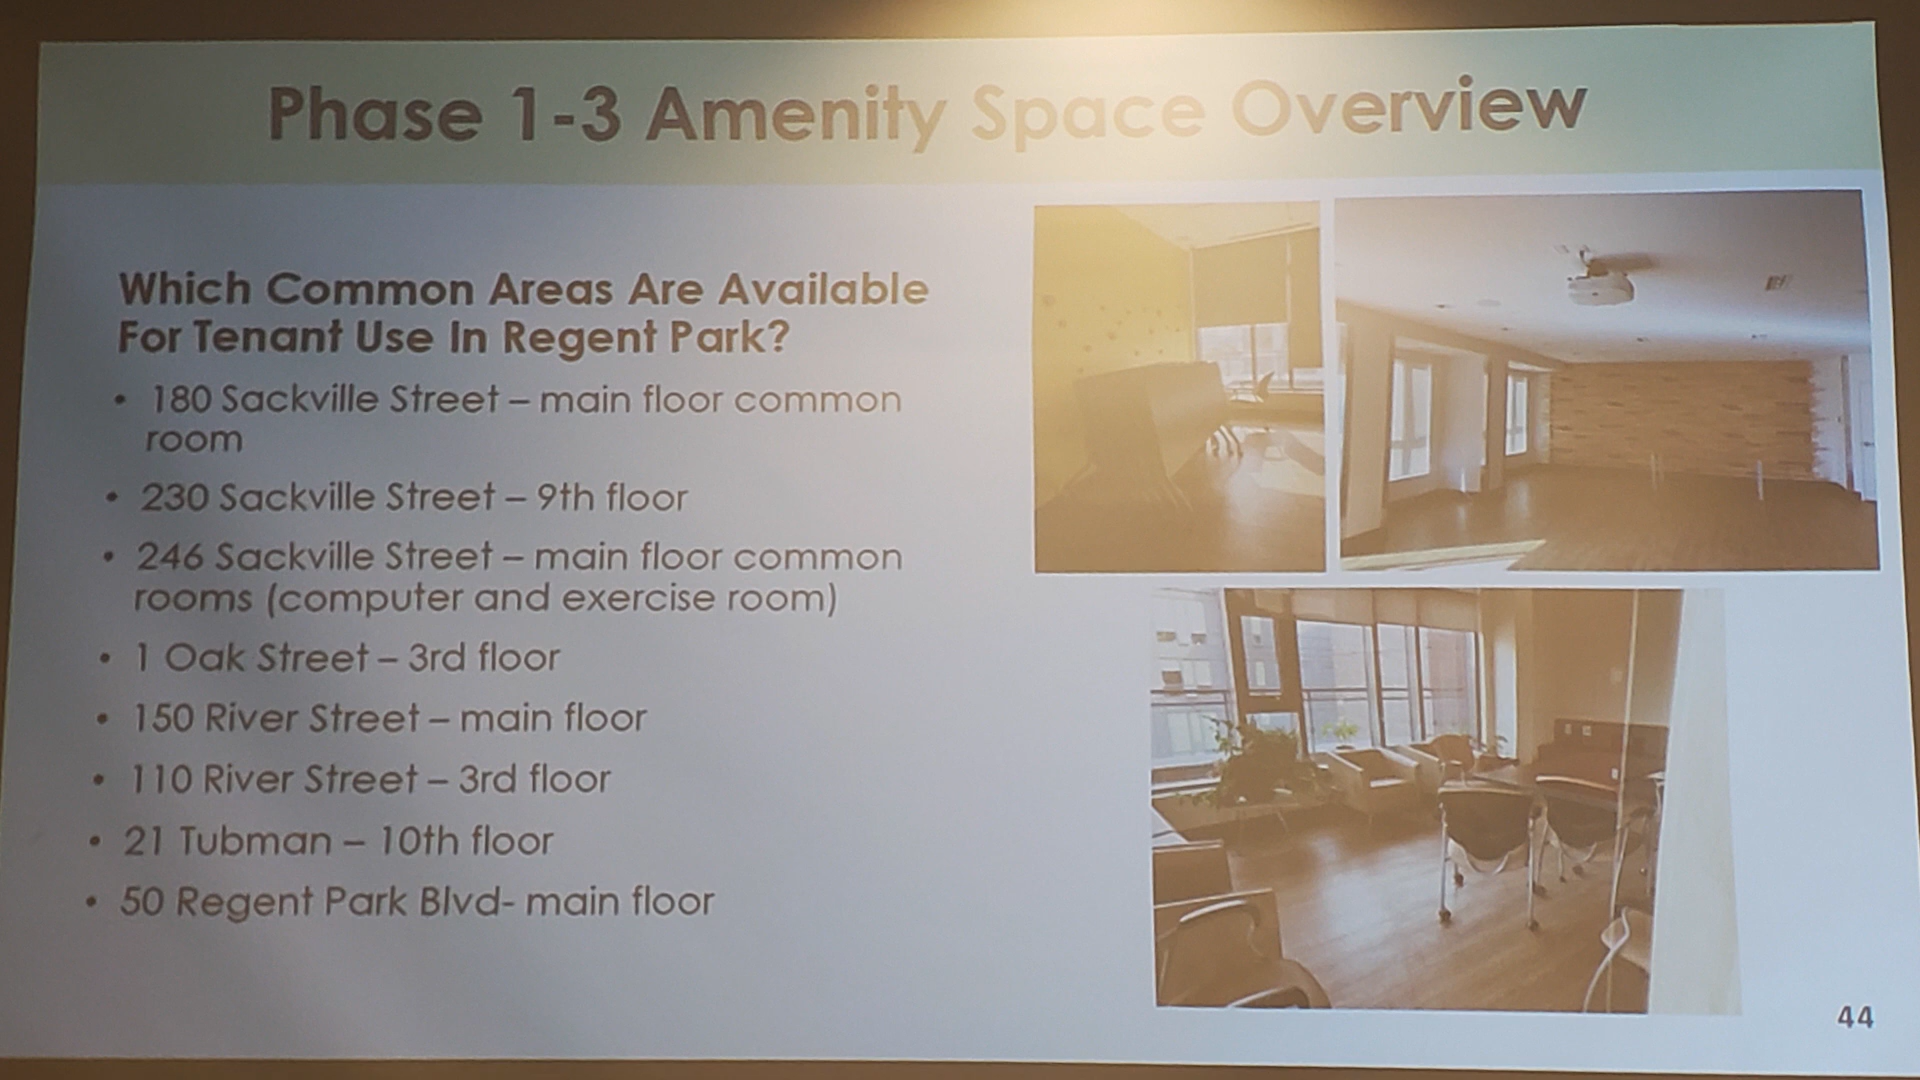 Phase 1-3 Amenity Space Overview
Which Common Areas Are Available
For Tenant Use In Regent Park?
• 180 Sackville Street – main floor common
room
• 230 Sackville Street – 9th floor
• 246 Sackville Street – main floor common
rooms (computer and exercise room)
• 1 Oak Street – 3rd floor
• 150 River Street – main floor
• 110 River Street – 3rd floor
• 21 Tubman – 10th floor
• 50 Regent Park Blvd- main floor
44